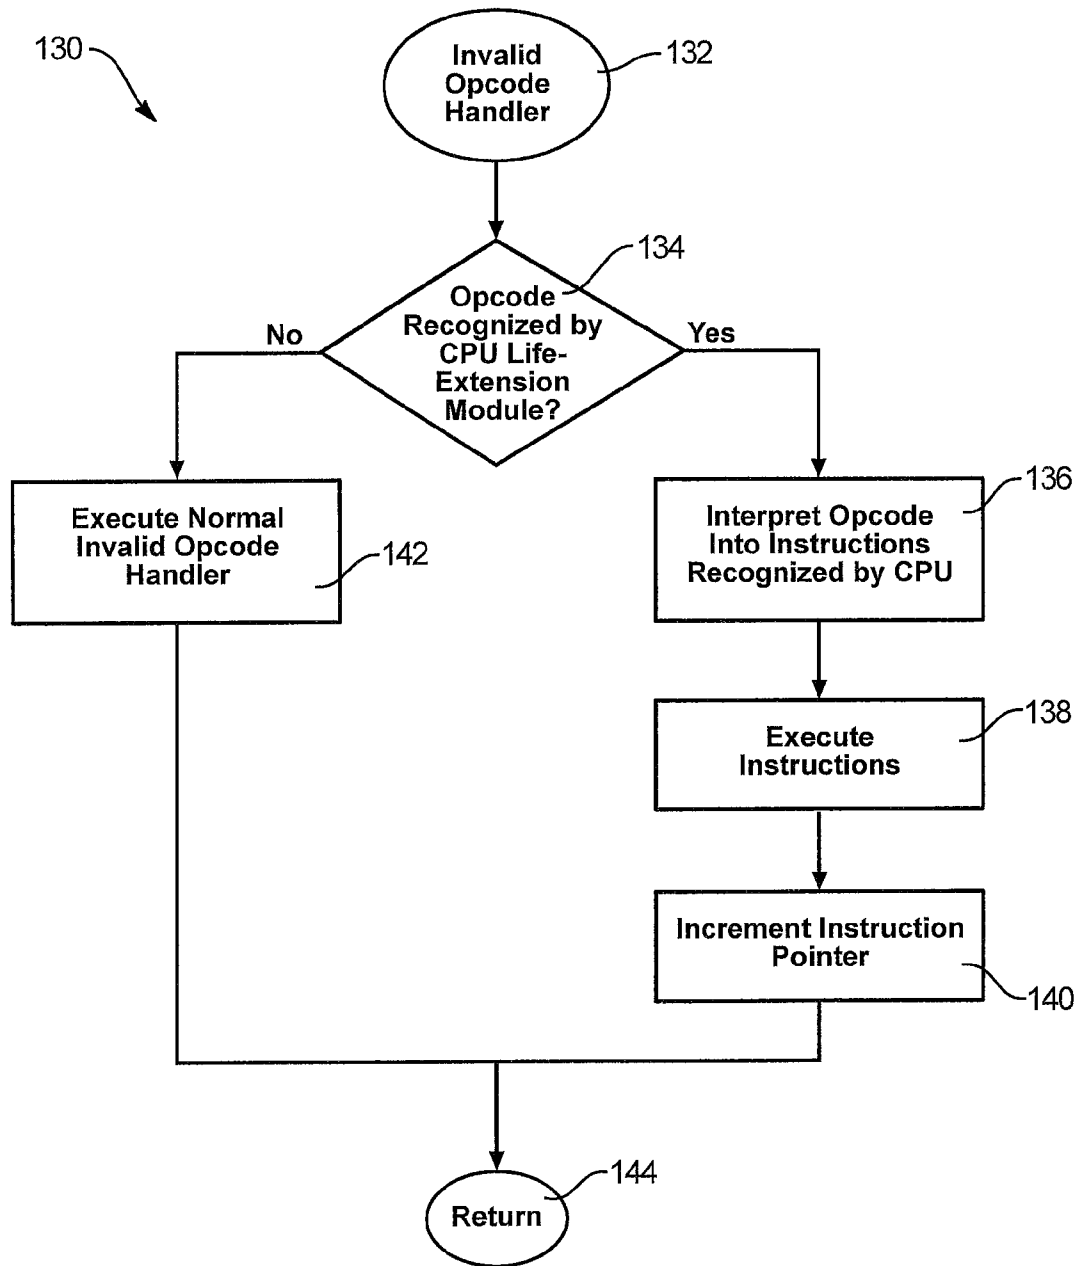 130
Invalid
Opcode
Handler
132
134
Opcode
Recognized by
CPU Life-
Extension
Module?
No
Yes
Execute Normal
Invalid Opcode
Handler
142
136
Interpret Opcode
Into Instructions
Recognized by CPU
138
Execute
Instructions
Increment Instruction
Pointer
140
144
Return